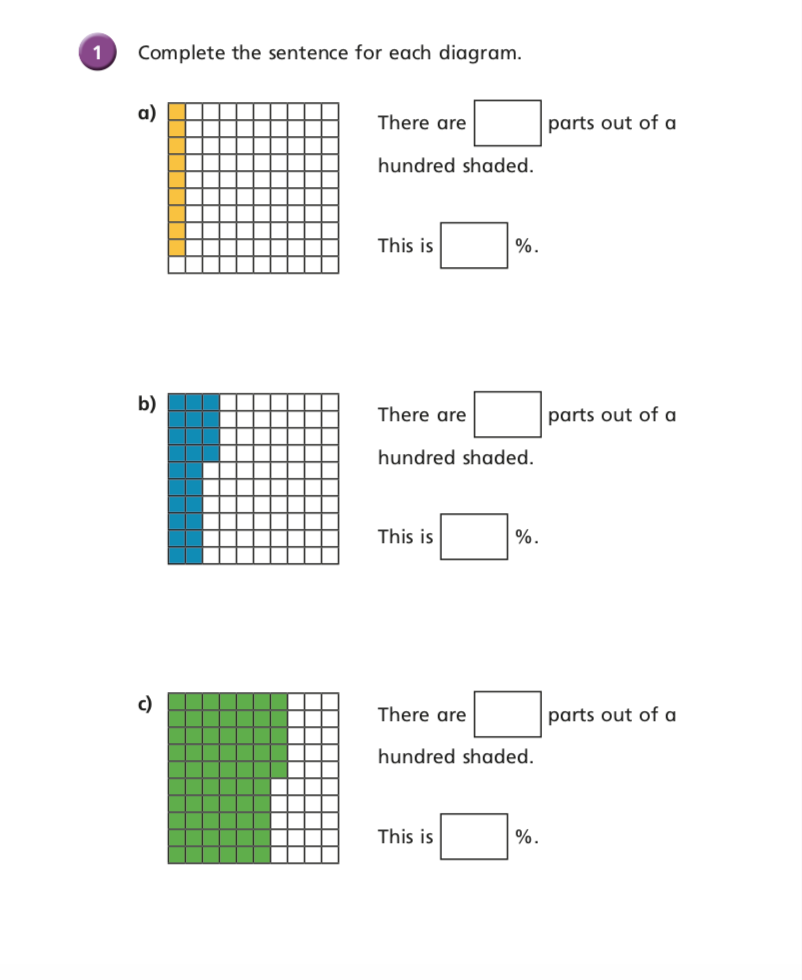 1 Complete the sentence for each diagram.
a) There are parts out of a
hundred shaded.
This is %.
b) There are parts out of a
hundred shaded.
This is %.
c) There are parts out of a
hundred shaded.
This is %.